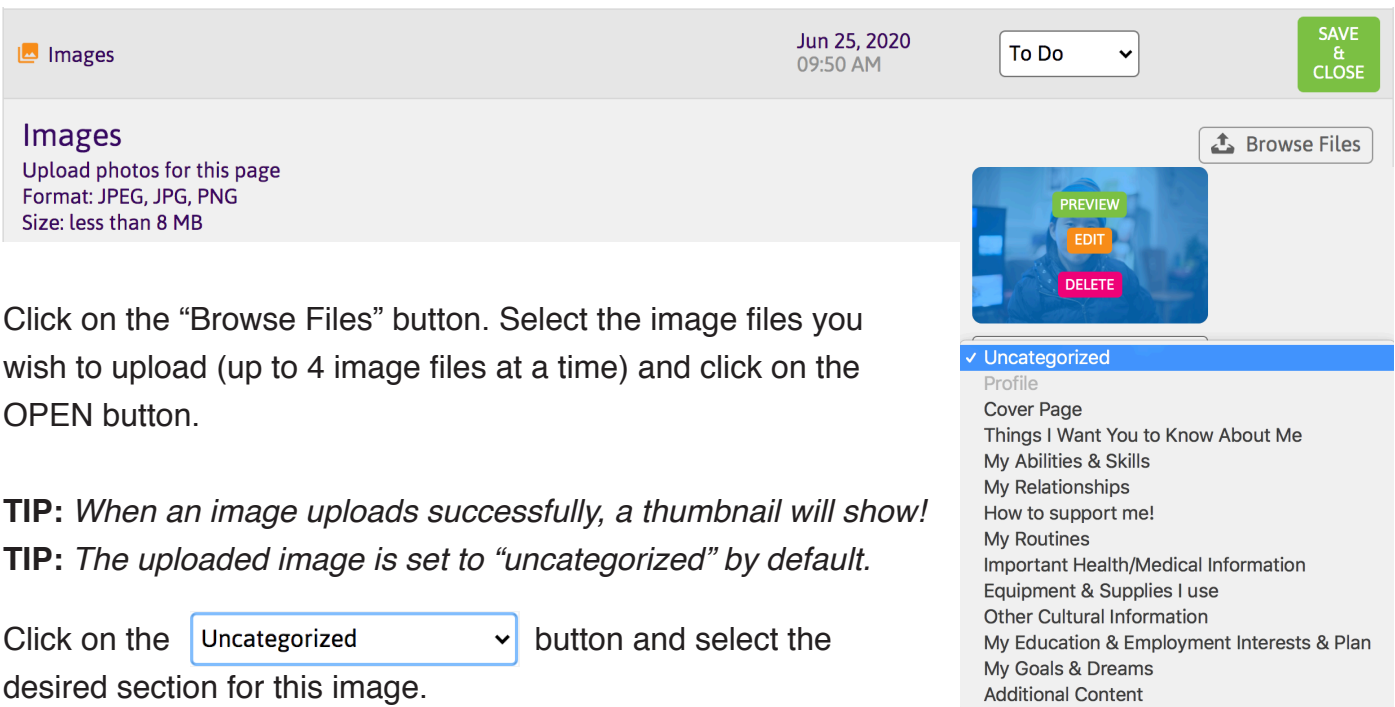 Images
Jun 25, 2020
09:50 AM
To Do
SAVE
&
CLOSE
Images
Upload photos for this page
Format: JPEG, JPG, PNG
Size: less than 8 MB
Browse Files
PREVIEW
EDIT
DELETE
Click on the “Browse Files” button. Select the image files you
wish to upload (up to 4 image files at a time) and click on the
OPEN button.
TIP: When an image uploads successfully, a thumbnail will show!
TIP: The uploaded image is set to “uncategorized” by default.
Click on the Uncategorized button and select the
desired section for this image.
✓ Uncategorized
Profile
Cover Page
Things I Want You to Know About Me
My Abilities & Skills
My Relationships
How to support me!
My Routines
Important Health/Medical Information
Equipment & Supplies I use
Other Cultural Information
My Education & Employment Interests & Plan
My Goals & Dreams
Additional Content